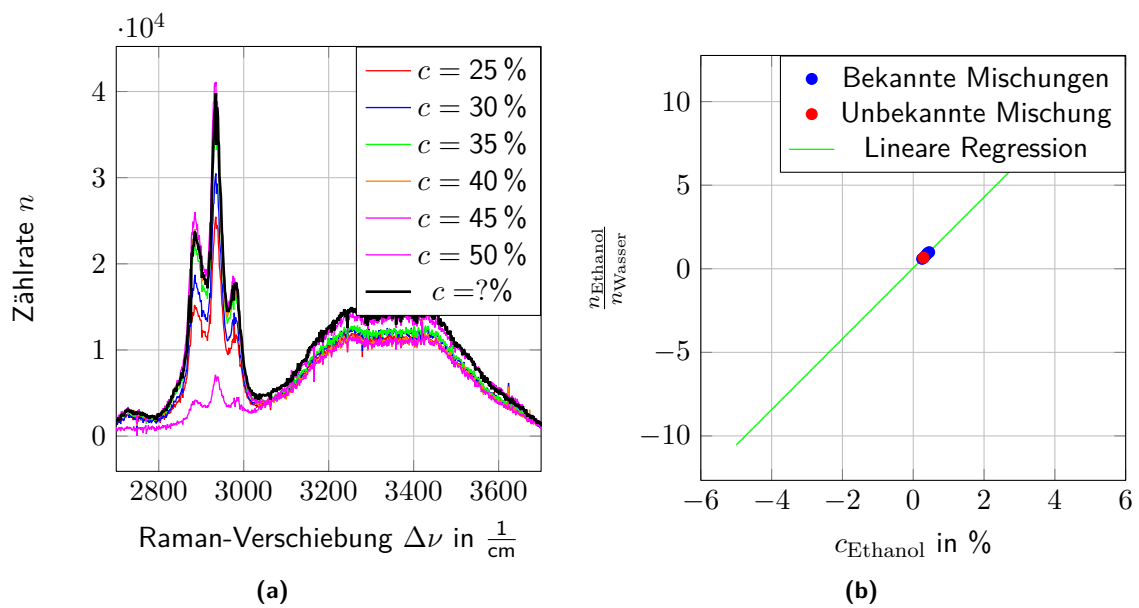 ·10⁴
4
3
2
1
0
2800 3000 3200 3400 3600
Zählrate n
Raman-Verschiebung Δν in 1/cm
c = 25 %
c = 30 %
c = 35 %
c = 40 %
c = 45 %
c = 50 %
c =?%
(a)
10
5
0
−5
−10
−6 −4 −2 0 2 4 6
n_Ethanol/n_Wasser
c_Ethanol in %
Bekannte Mischungen
Unbekannte Mischung
Lineare Regression
(b)